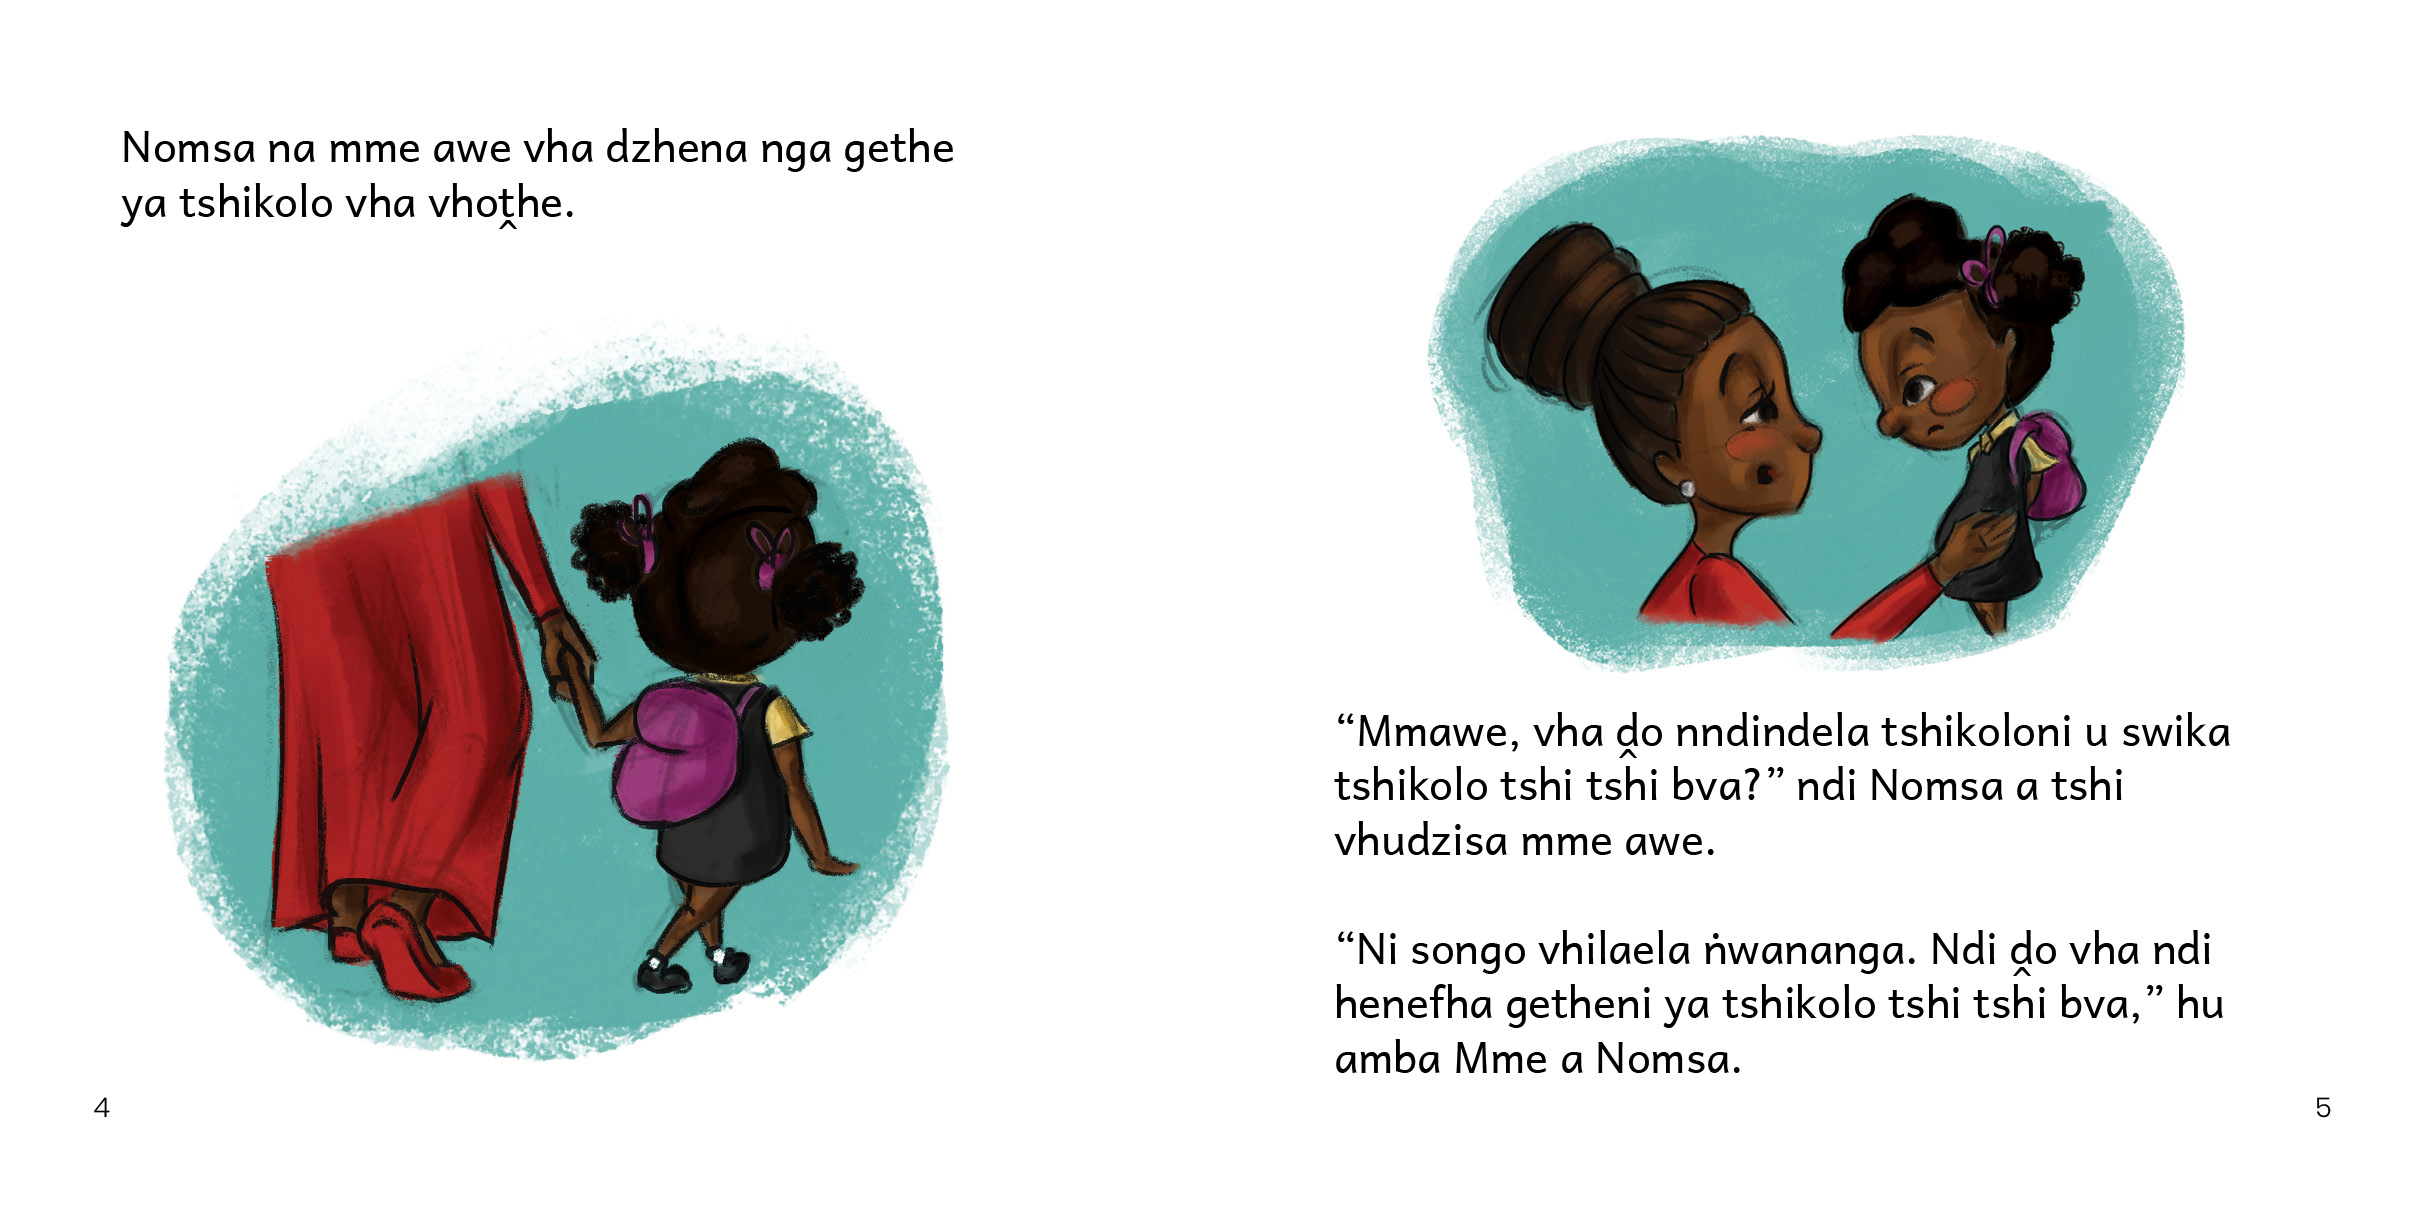 Nomsa na mme awe vha dzhena nga gethe
ya tshikolo vha vhoṱhe.
4
“Mmawe, vha ḓo nndindela tshikoloni u swika
tshikolo tshi tshi bva?” ndi Nomsa a tshi
vhudzisa mme awe.
“Ni songo vhilaela ṅwananga. Ndi ḓo vha ndi
henefha getheni ya tshikolo tshi tshi bva,” hu
amba Mme a Nomsa.
5